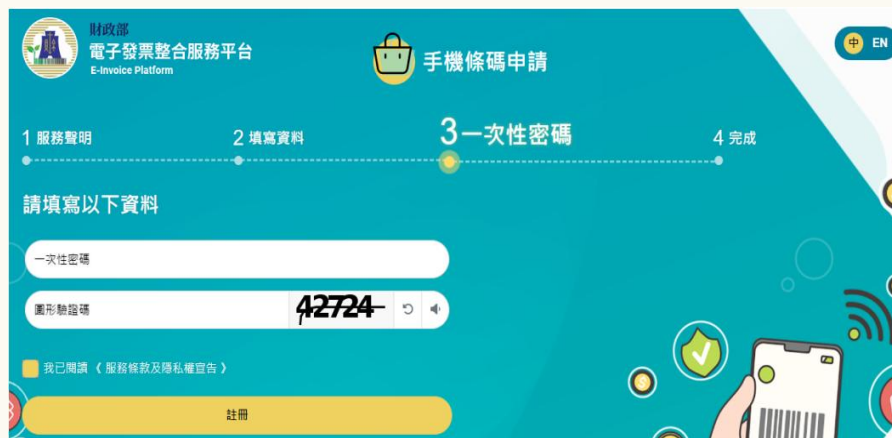 財政部
電子發票整合服務平台
E-Invoice Platform
手機條碼申請
中 EN
1 服務聲明
2 填寫資料
3 一次性密碼
4 完成
請填寫以下資料
一次性密碼
圖形驗證碼
42724
我已閱讀《服務條款及隱私權宣告》
註冊